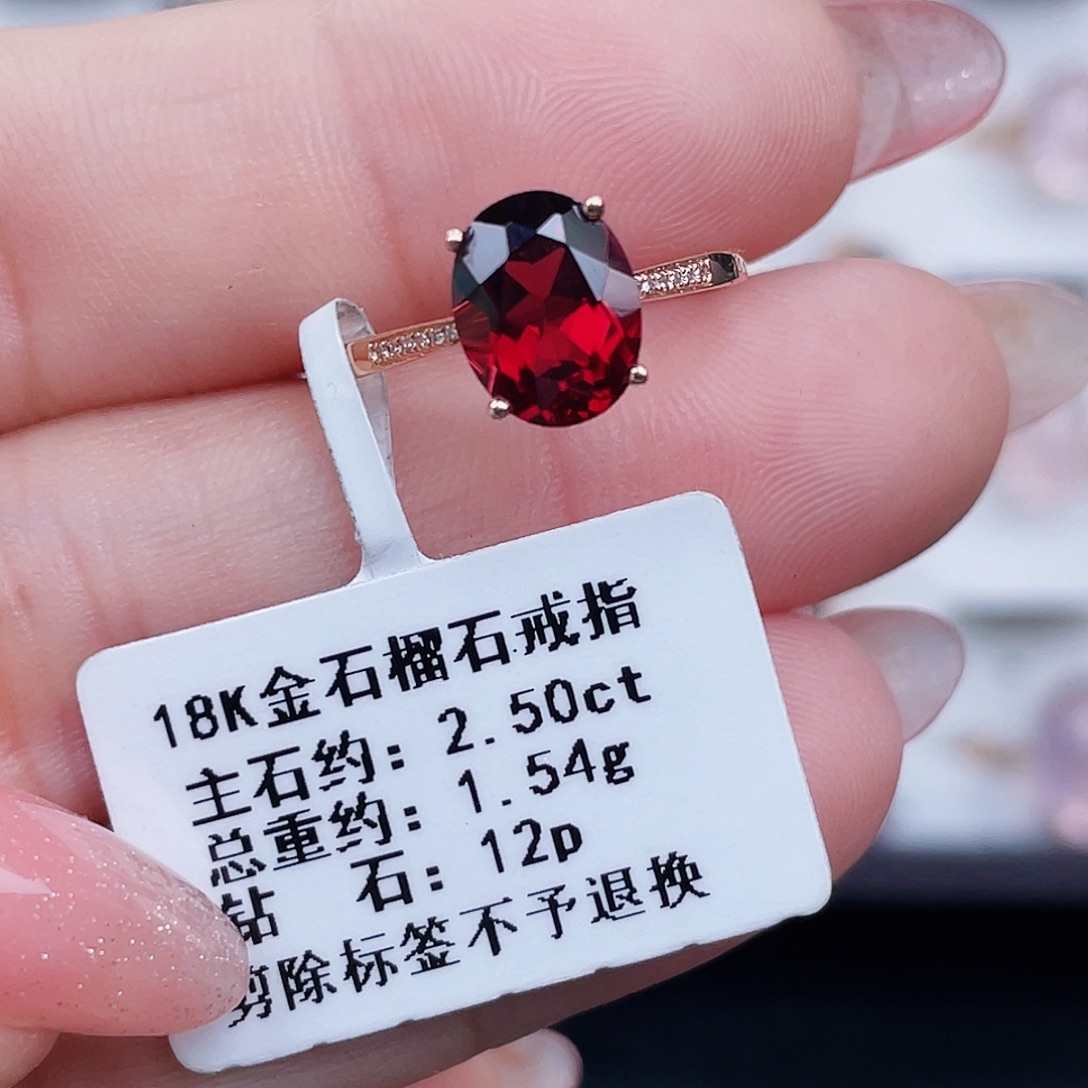 18K金石榴石戒指
主石约：2.50ct
总重约：1.54g
钻 石：12p
剪除标签不予退换